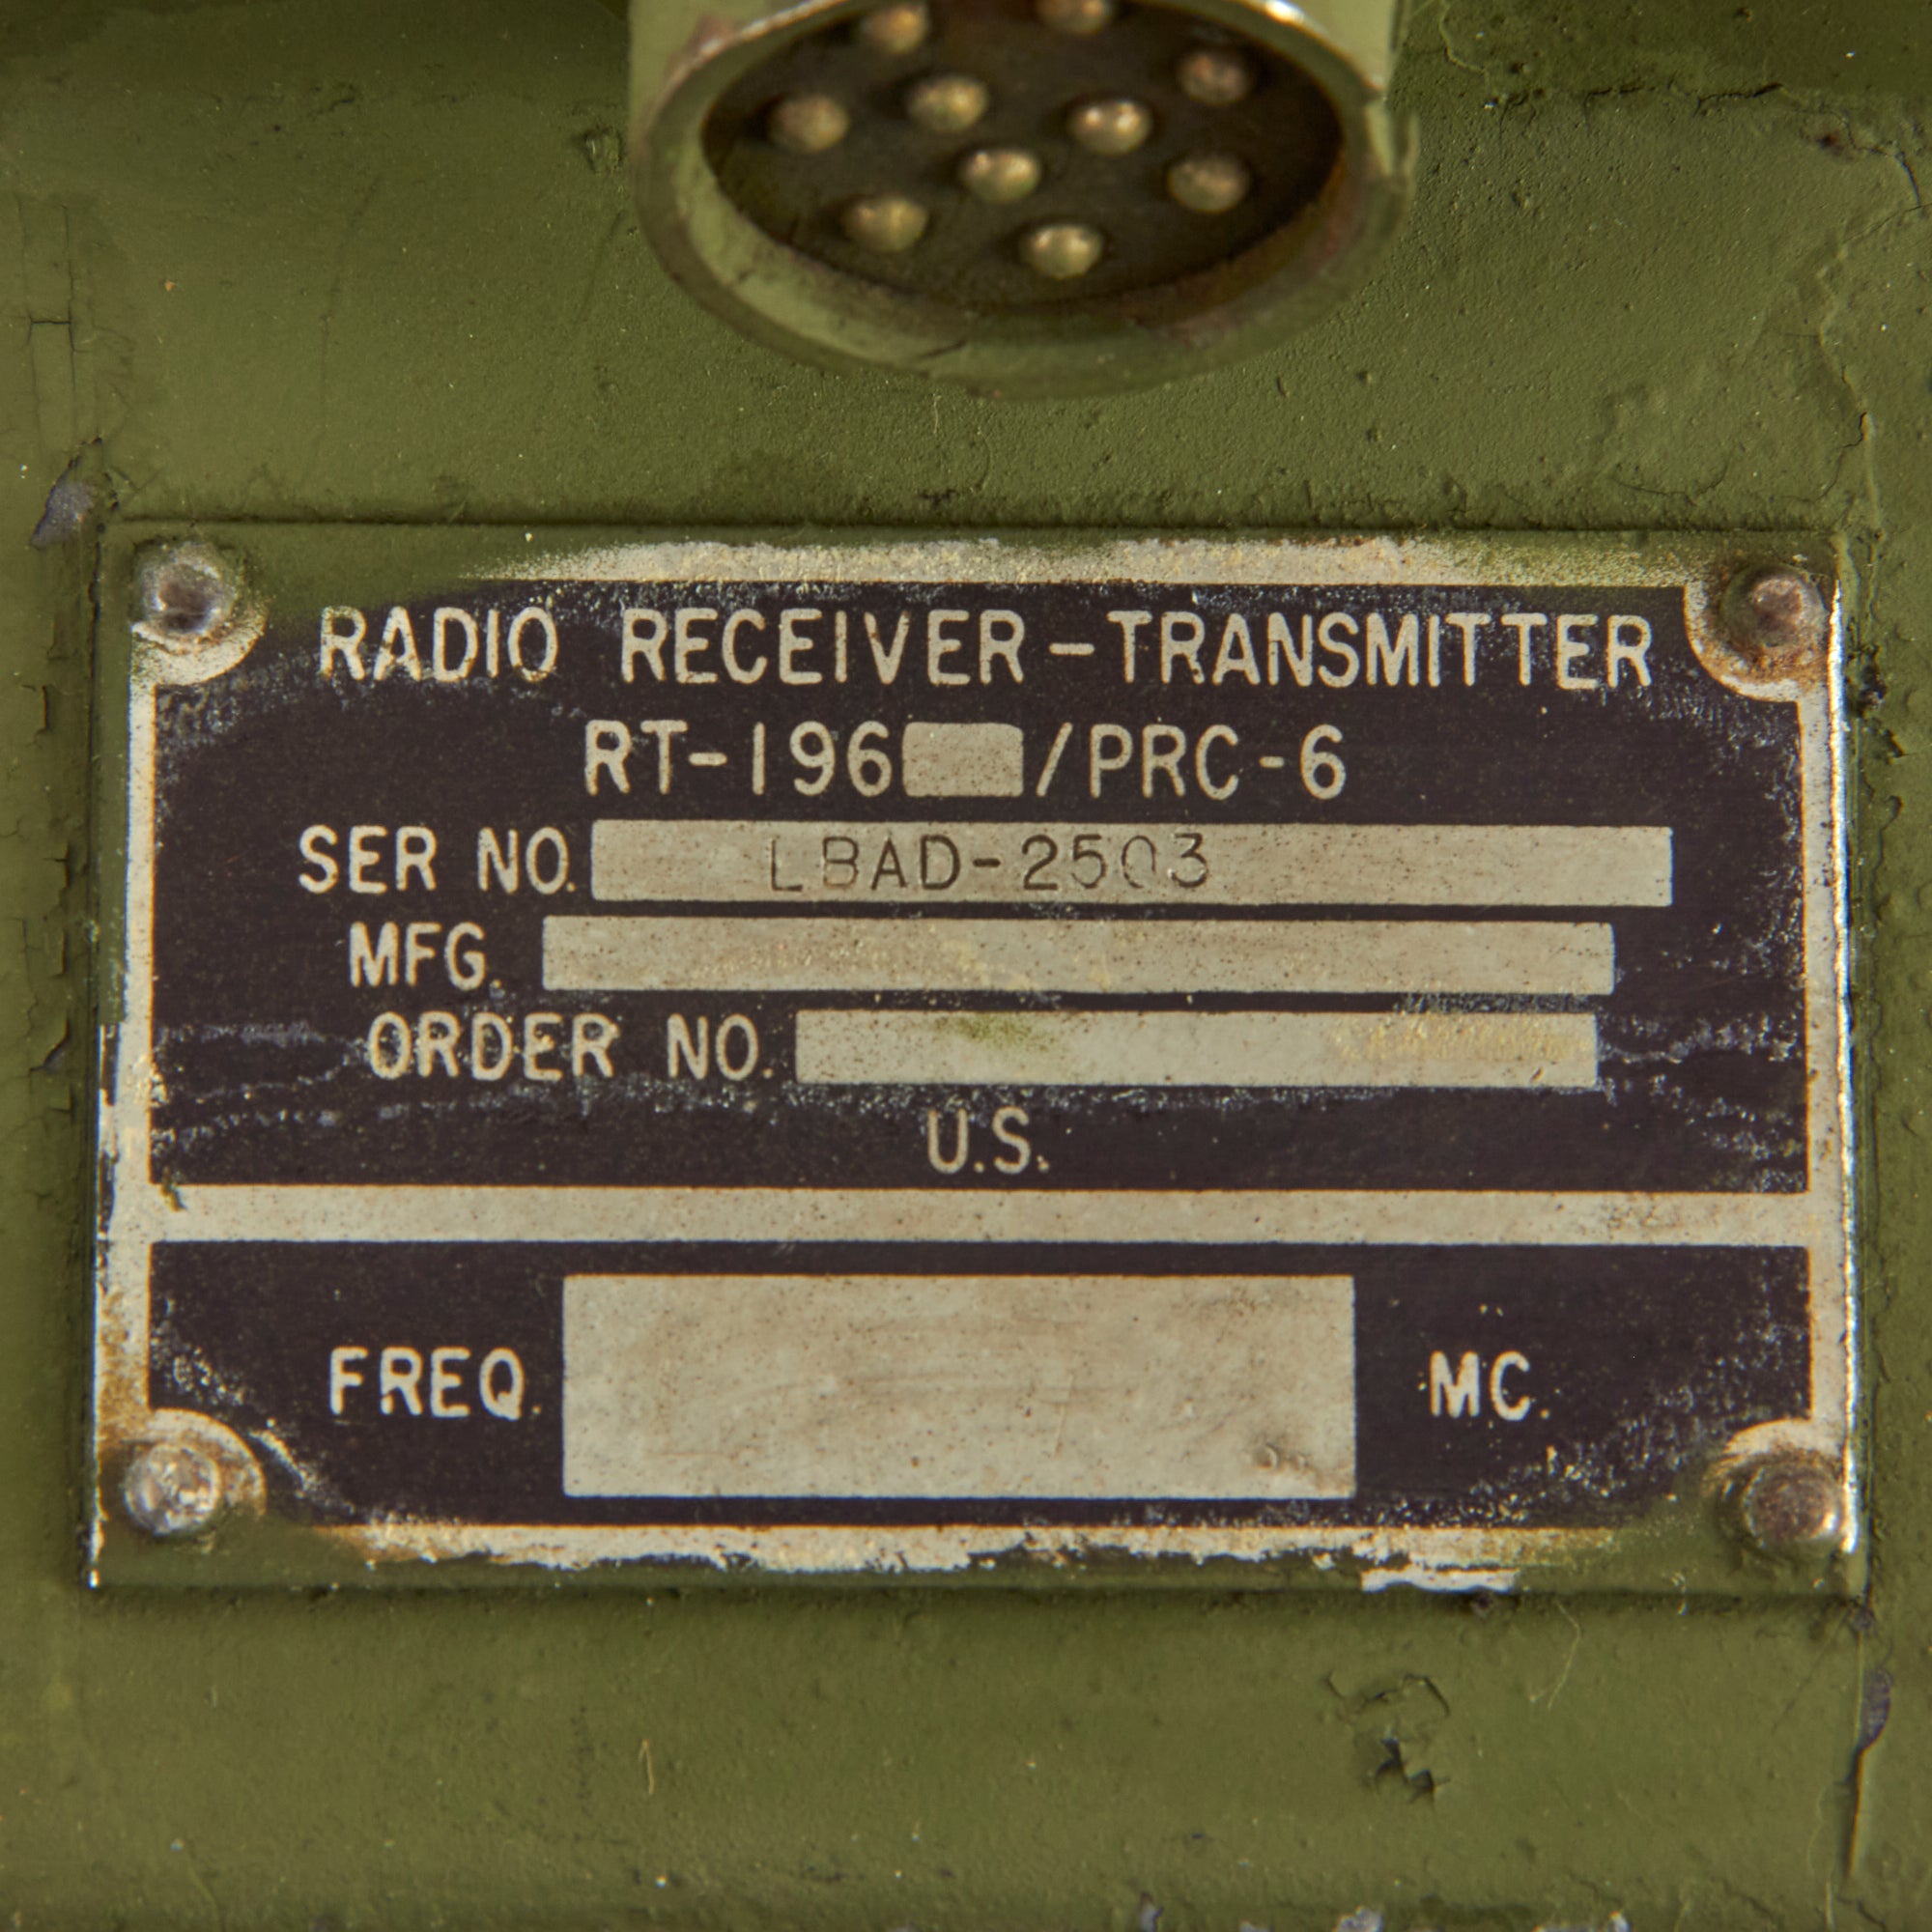 RADIO RECEIVER-TRANSMITTER
RT-196 /PRC-6
SER NO. LBAD-2503
MFG.
ORDER NO.
U.S.
FREQ. MC.